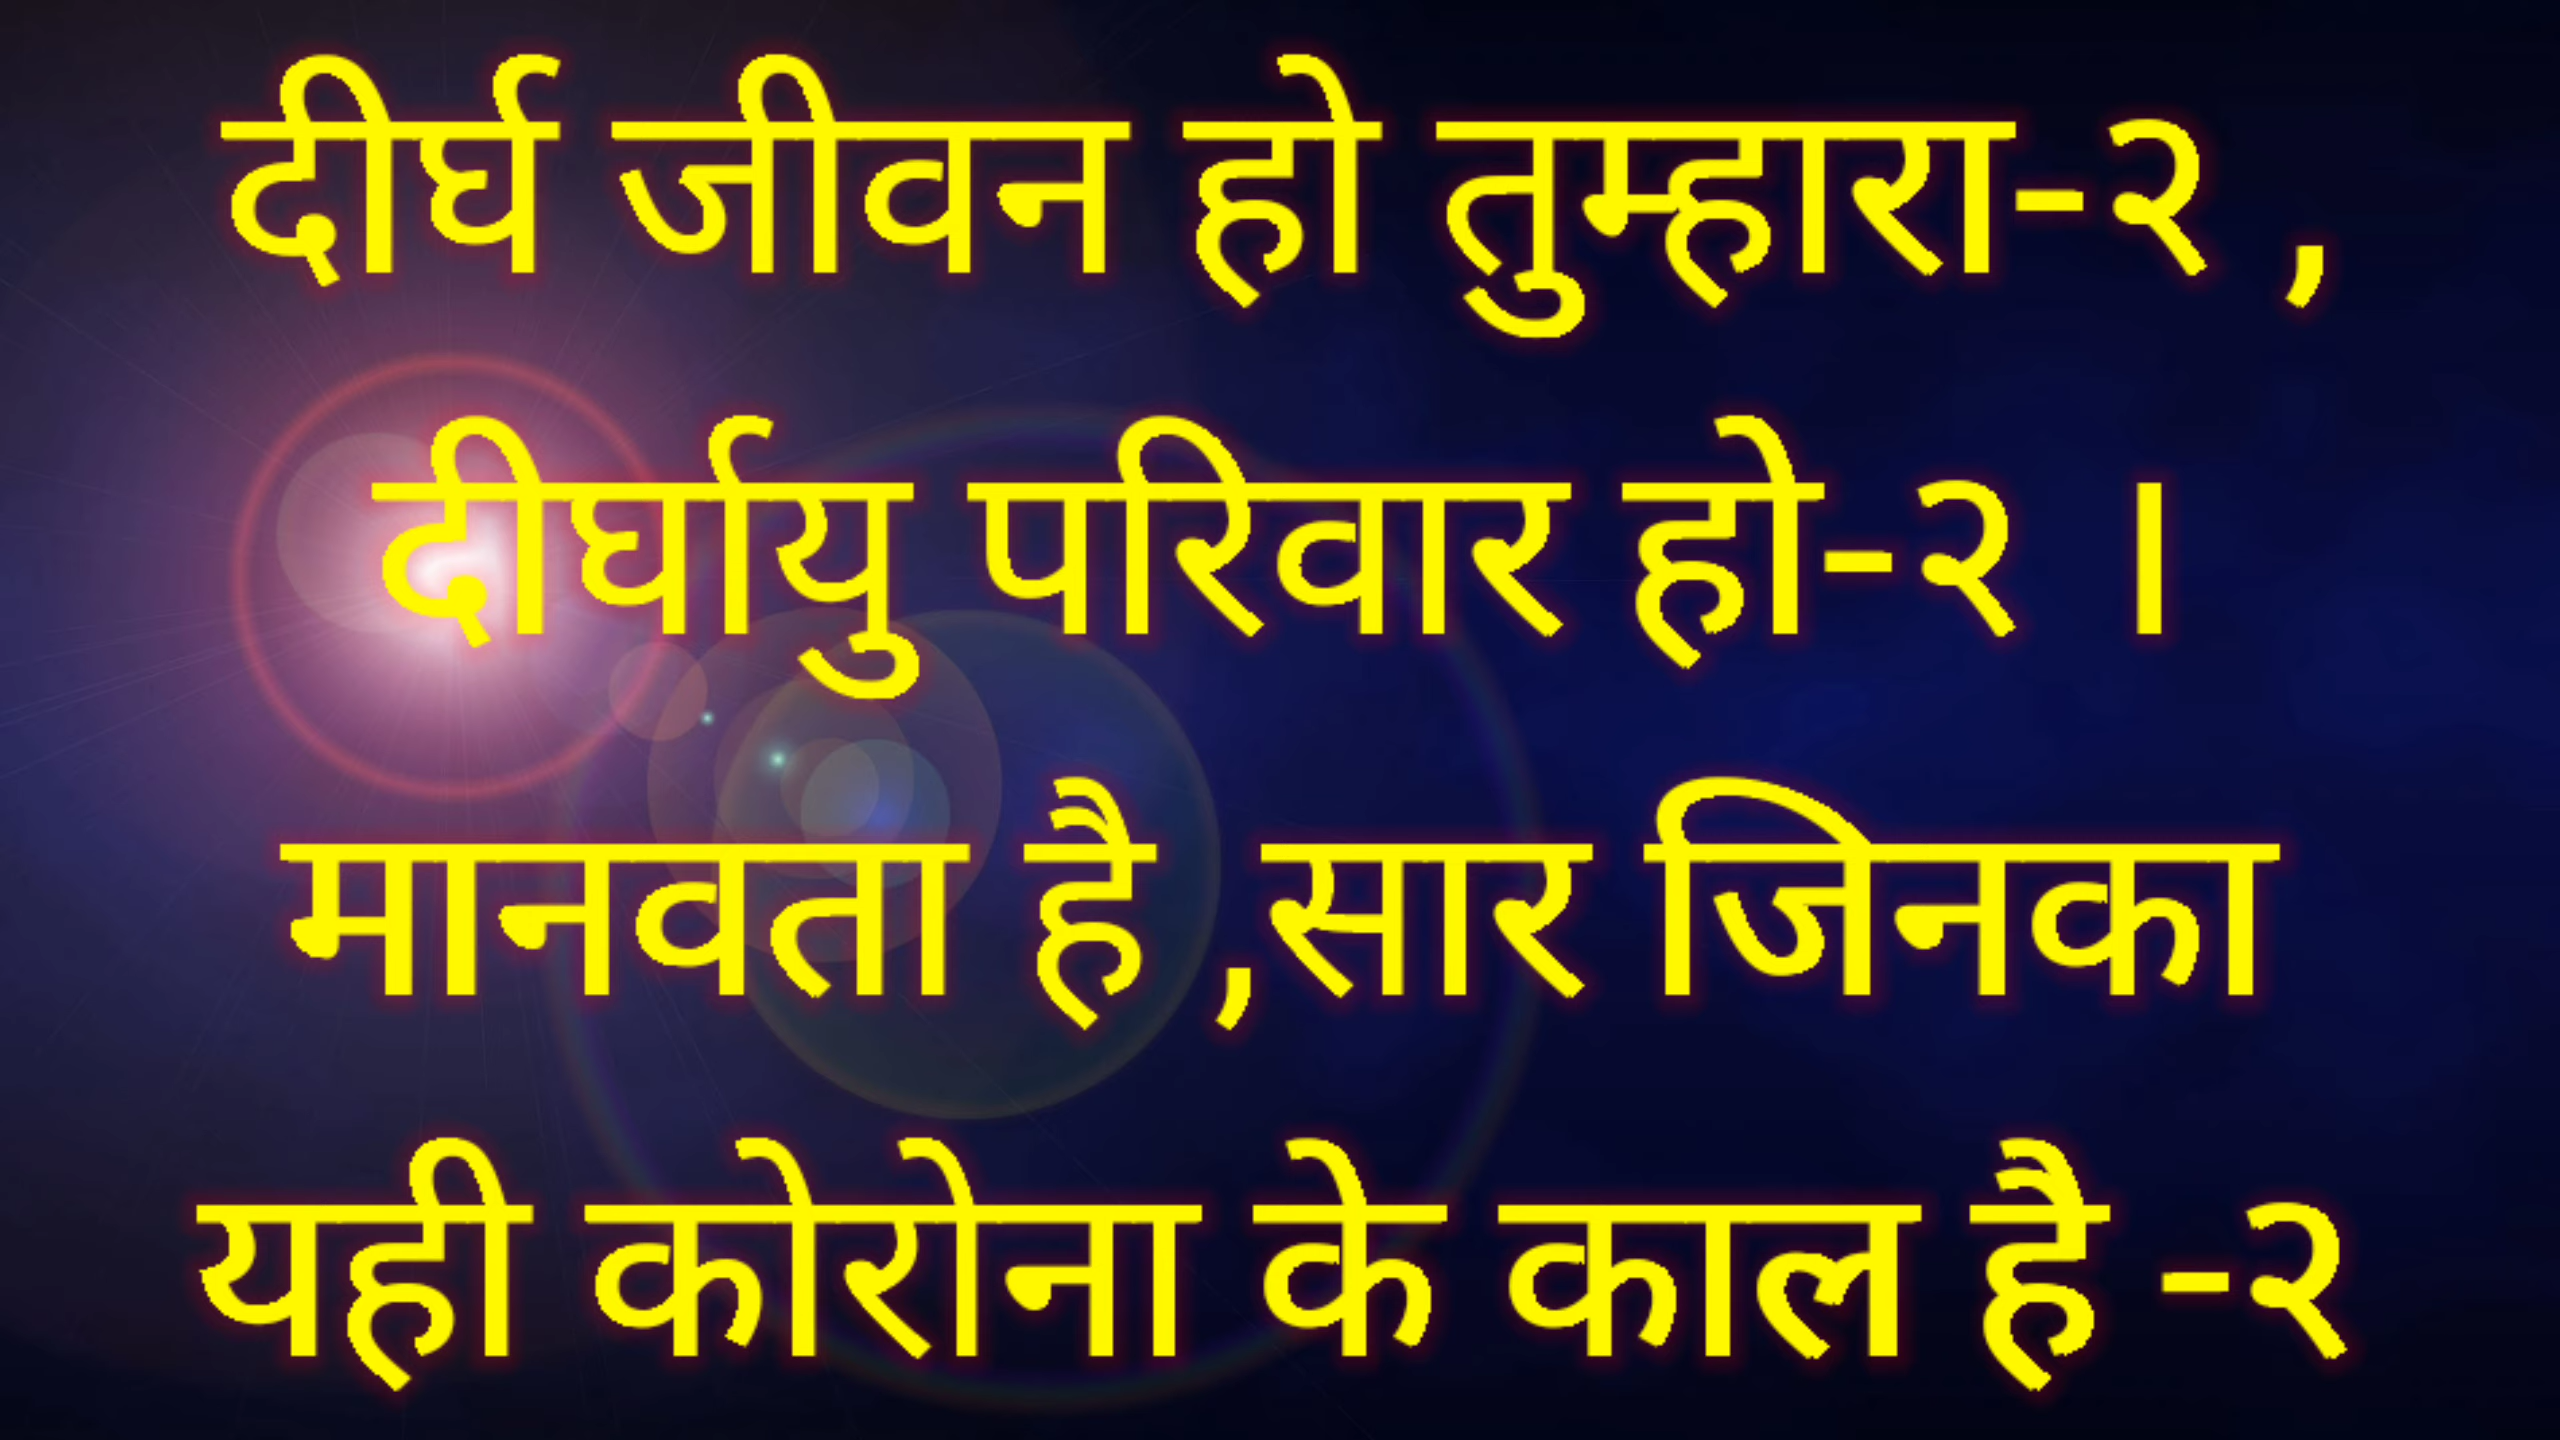 दीर्घ जीवन हो तुम्हारा-२ ,
दीर्घायु परिवार हो-२ ।
मानवता है ,सार जिनका
यही कोरोना के काल है -२